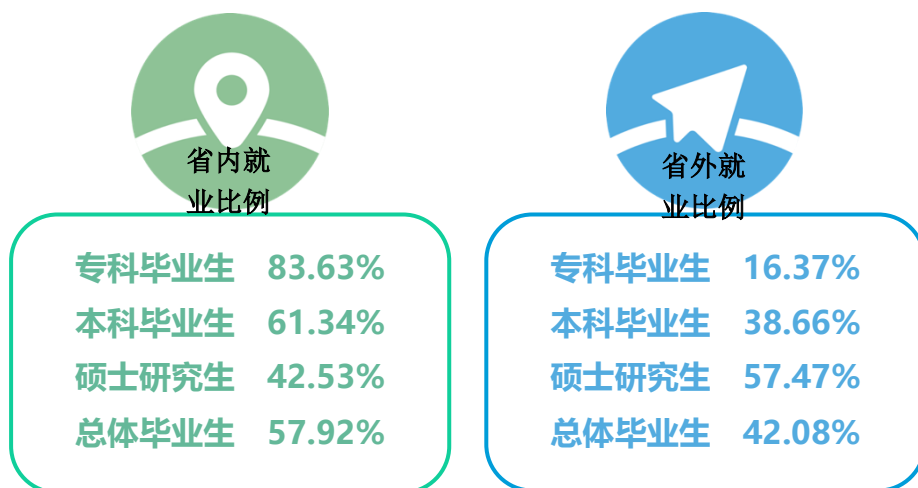 省内就
业比例
专科毕业生 83.63%
本科毕业生 61.34%
硕士研究生 42.53%
总体毕业生 57.92%
省外就
业比例
专科毕业生 16.37%
本科毕业生 38.66%
硕士研究生 57.47%
总体毕业生 42.08%